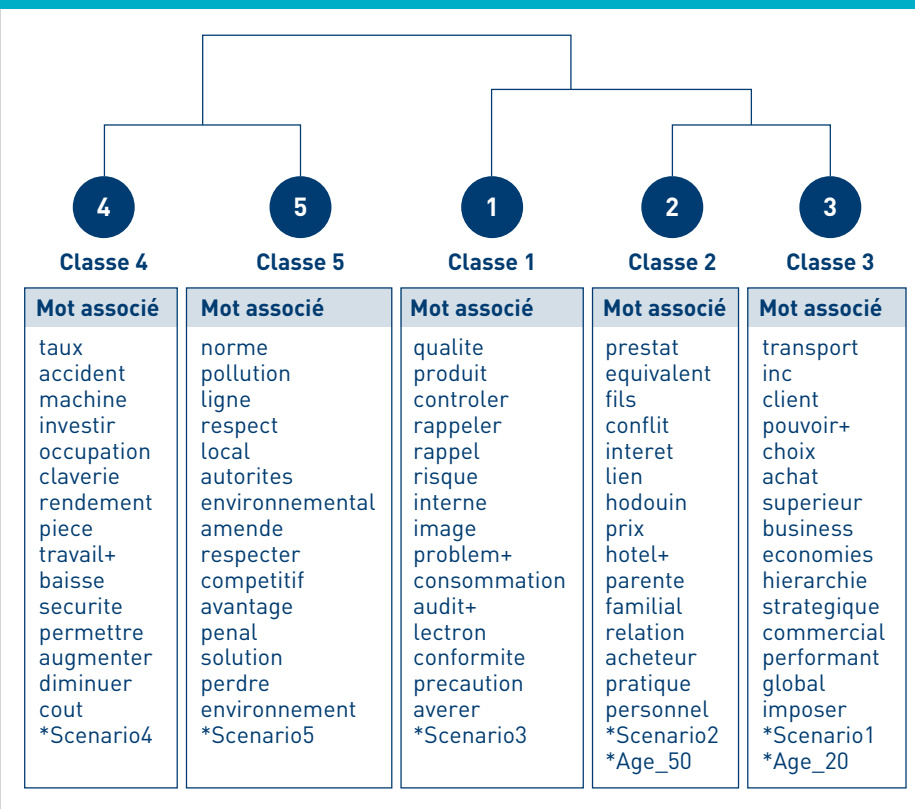 4
5
1
2
3
Classe 4
Classe 5
Classe 1
Classe 2
Classe 3
Mot associé
taux
accident
machine
investir
occupation
claverie
rendement
piece
travail+
baisse
securite
permettre
augmenter
diminuer
cout
*Scenario4
Mot associé
norme
pollution
ligne
respect
local
autorites
environnemental
amende
respecter
competitif
avantage
penal
solution
perdre
environnement
*Scenario5
Mot associé
qualite
produit
controler
rappeler
rappel
risque
interne
image
problem+
consommation
audit+
lectron
conformite
precaution
averer
*Scenario3
Mot associé
prestat
equivalent
fils
conflit
interet
lien
hodouin
prix
hotel+
parente
familial
relation
acheteur
pratique
personnel
*Scenario2
*Age_50
Mot associé
transport
inc
client
pouvoir+
choix
achat
superieur
business
economies
hierarchie
strategique
commercial
performant
global
imposer
*Scenario1
*Age_20